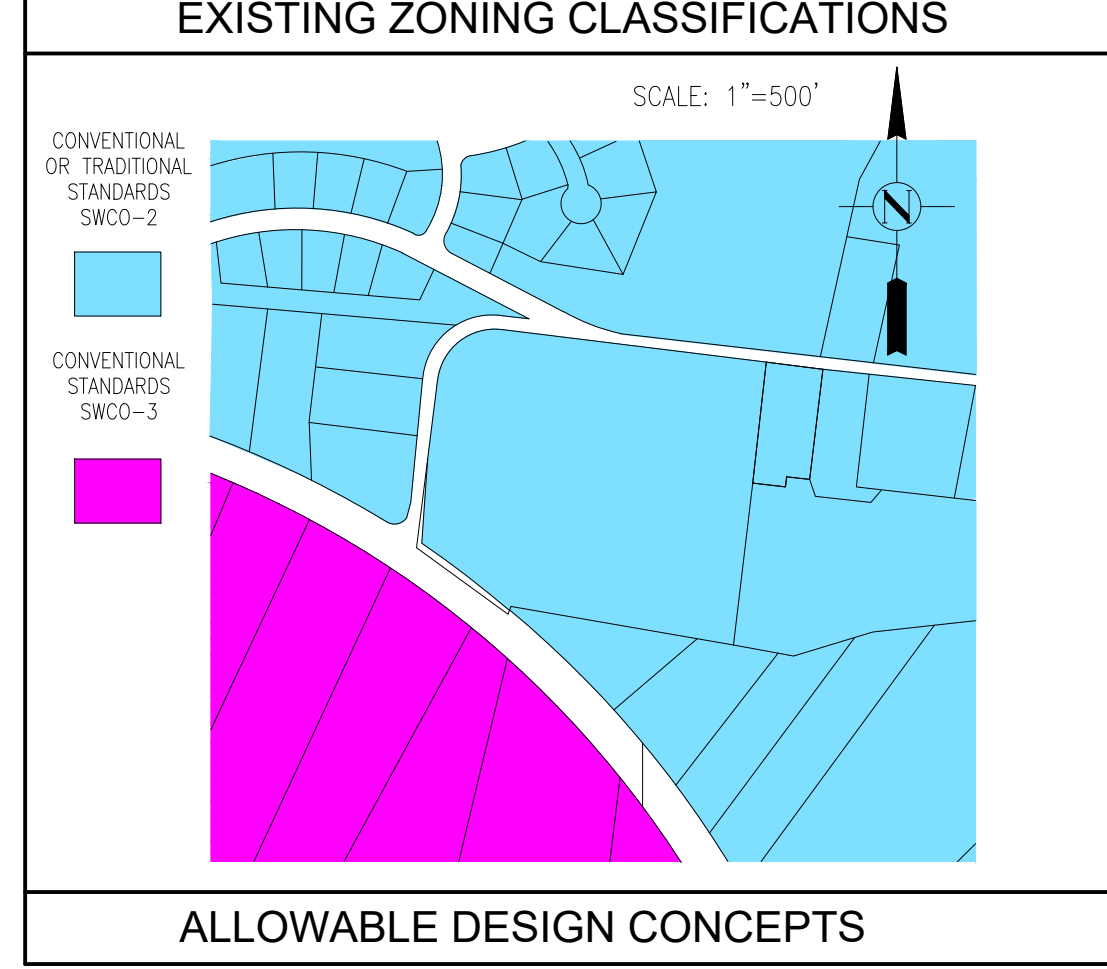 EXISTING ZONING CLASSIFICATIONS
SCALE: 1"=500'
CONVENTIONAL
OR TRADITIONAL
STANDARDS
SWCO-2
N
CONVENTIONAL
STANDARDS
SWCO-3
ALLOWABLE DESIGN CONCEPTS